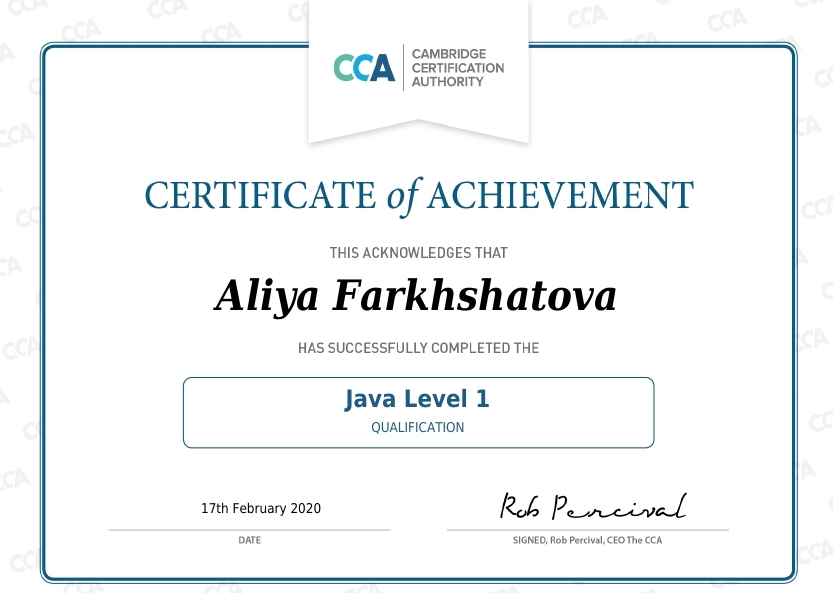 CCA
CAMBRIDGE
CERTIFICATION
AUTHORITY
CERTIFICATE of ACHIEVEMENT
THIS ACKNOWLEDGES THAT
Aliya Farkhshatova
HAS SUCCESSFULLY COMPLETED THE
Java Level 1
QUALIFICATION
17th February 2020
Rob Percival
DATE
SIGNED, Rob Percival, CEO The CCA